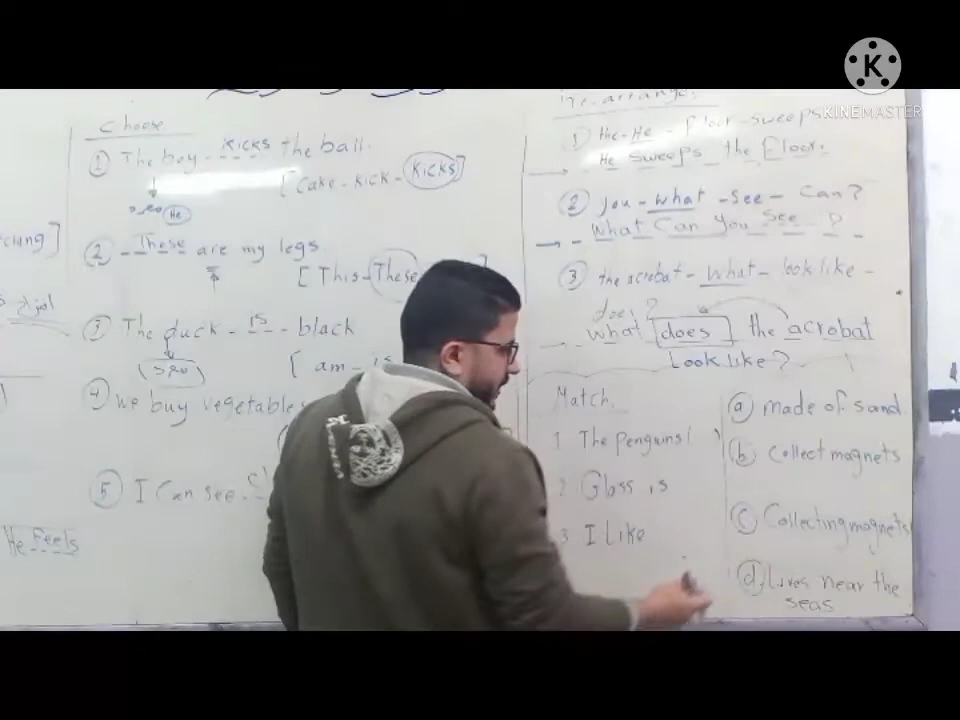 K
KINEMASTER
Choose
① The boy - Kicks the ball.
[Cake - kick - Kicks]
مفرد He
② - These are my legs
[This - These
③ The duck - is - black
(مفرد)
[am - is
④ We buy vegetables
⑤ I Can see -
He Feels
Re-arrange:
① the - He - Floor - sweeps
He sweeps the Floor.
② you - what - see - Can?
- What Can you see ?
③ the acrobat - what - look like -
does?
what does the acrobat
Look like?
Match.
1 The Penguins
2 Glass is
3 I Like
ⓐ made of sand.
ⓑ Collect magnets
ⓒ Collecting magnets
ⓓ Lives near the
seas